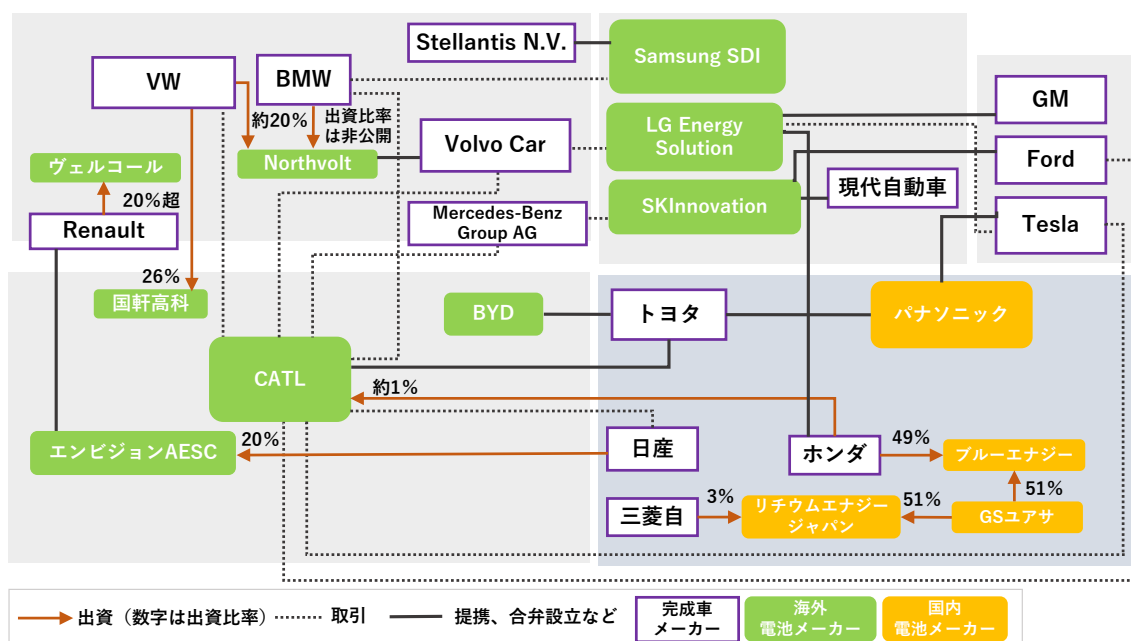 Stellantis N.V.
Samsung SDI
VW
BMW
GM
約20%
出資比率
は非公開
LG Energy
Solution
Volvo Car
Northvolt
Ford
ヴェルコール
20%超
現代自動車
SKInnovation
Mercedes-Benz
Group AG
Renault
Tesla
26%
国軒高科
BYD
トヨタ
パナソニック
CATL
約1%
エンビジョンAESC
20%
日産
ホンダ
49%
ブルーエナジー
51%
3%
三菱自
リチウムエナジー
ジャパン
51%
GSユアサ
出資（数字は出資比率）
取引
提携、合弁設立など
完成車
メーカー
海外
電池メーカー
国内
電池メーカー